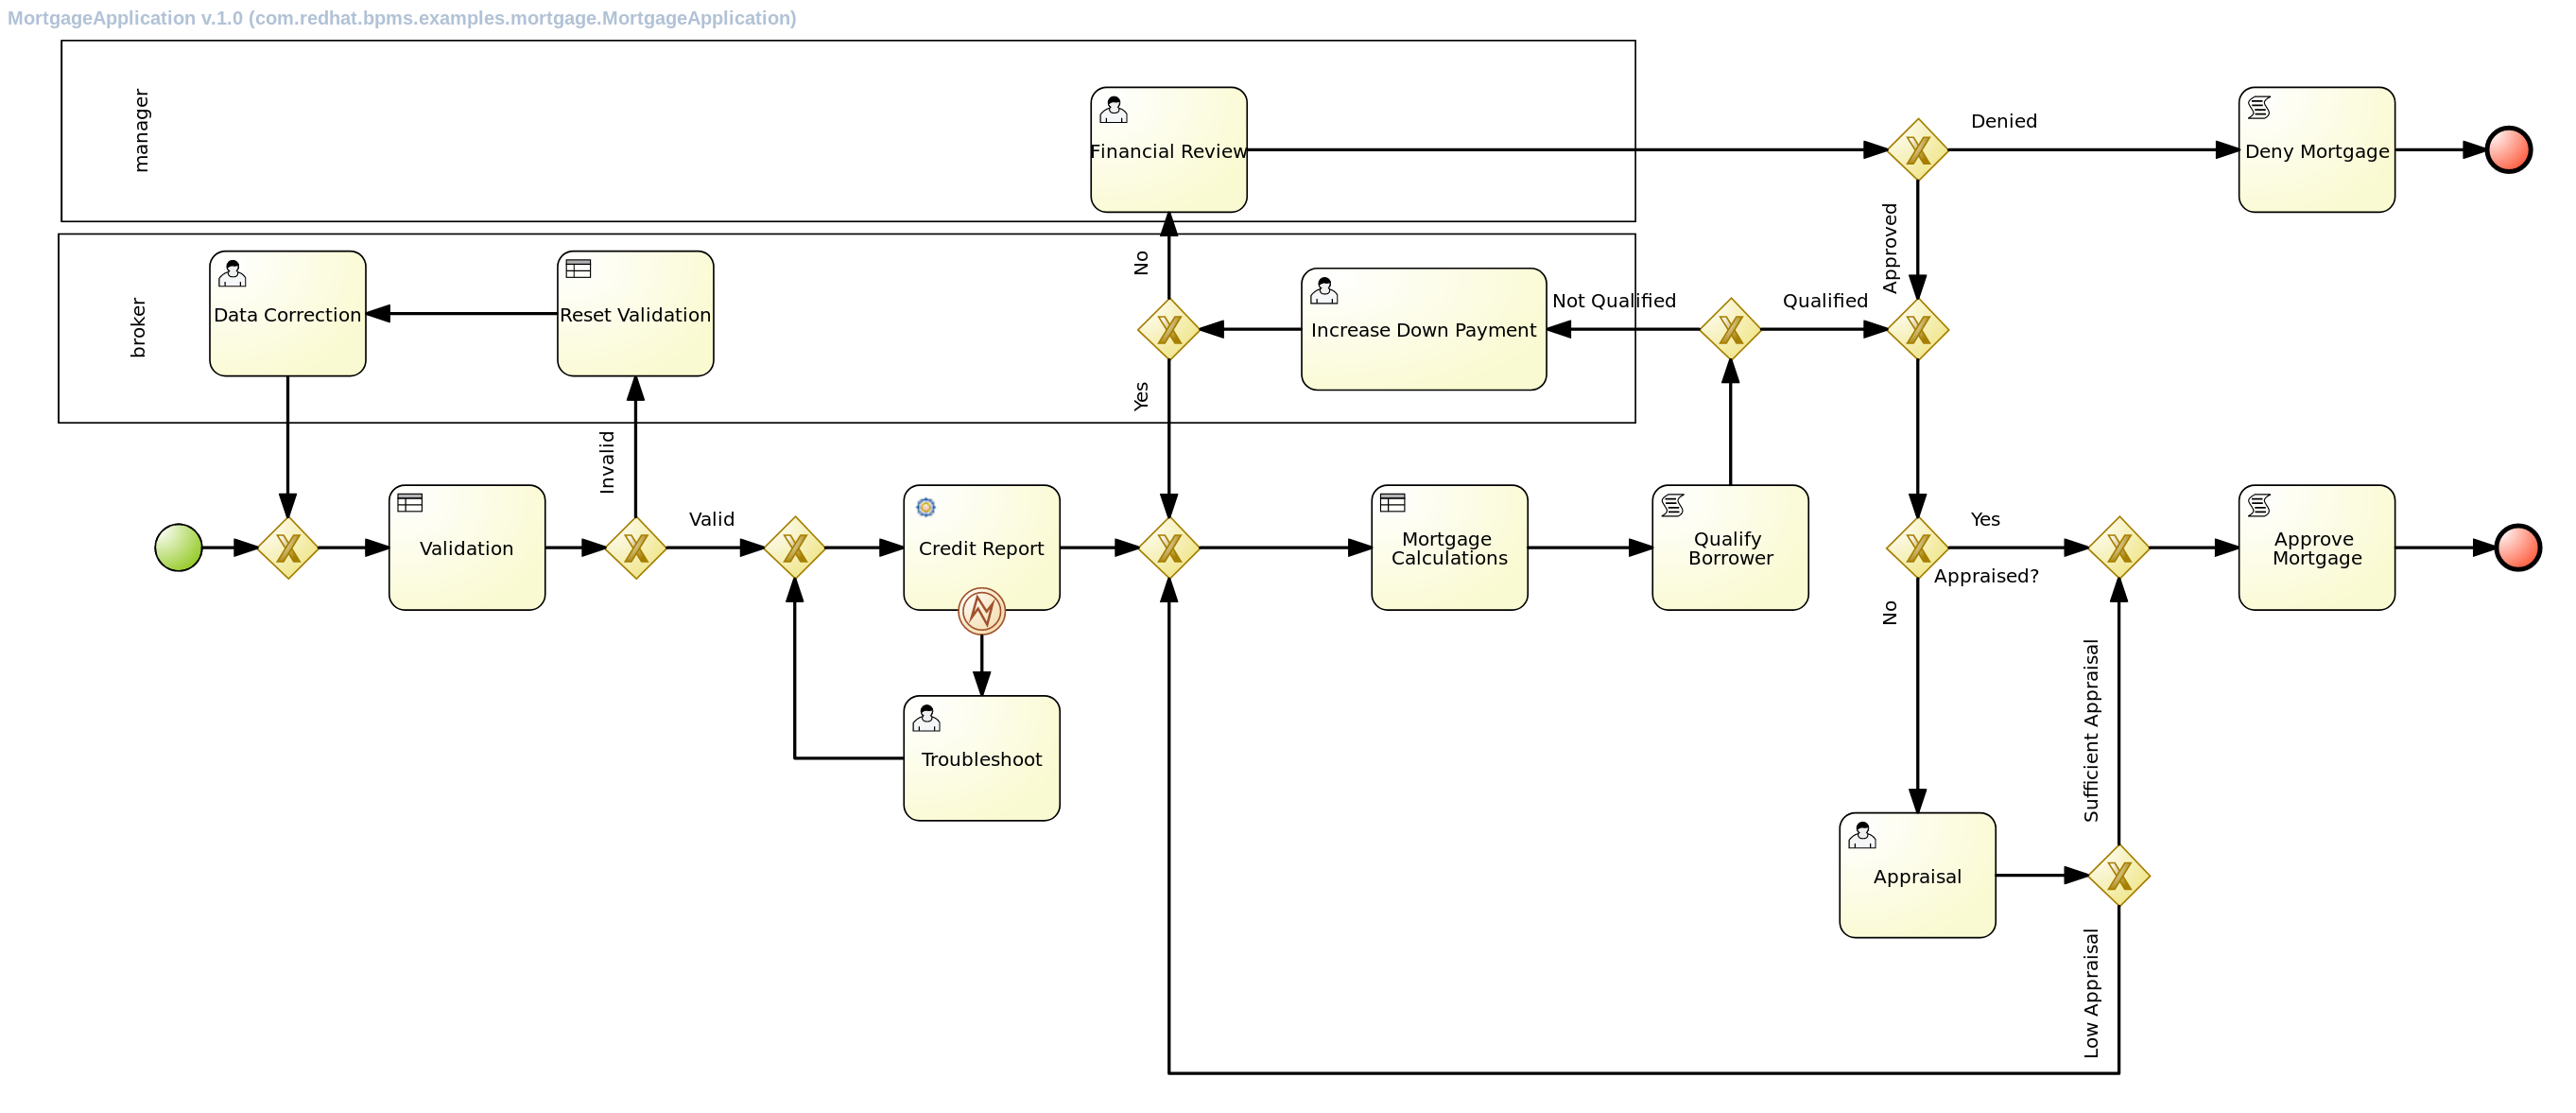 MortgageApplication v.1.0 (com.redhat.bpms.examples.mortgage.MortgageApplication)
manager
Financial Review
Denied
Deny Mortgage
Approved
broker
Data Correction
Reset Validation
No
Increase Down Payment
Not Qualified
Qualified
Yes
Invalid
Validation
Valid
Credit Report
Mortgage
Calculations
Qualify
Borrower
Yes
Appraised?
Approve
Mortgage
No
Troubleshoot
Sufficient Appraisal
Appraisal
Low Appraisal